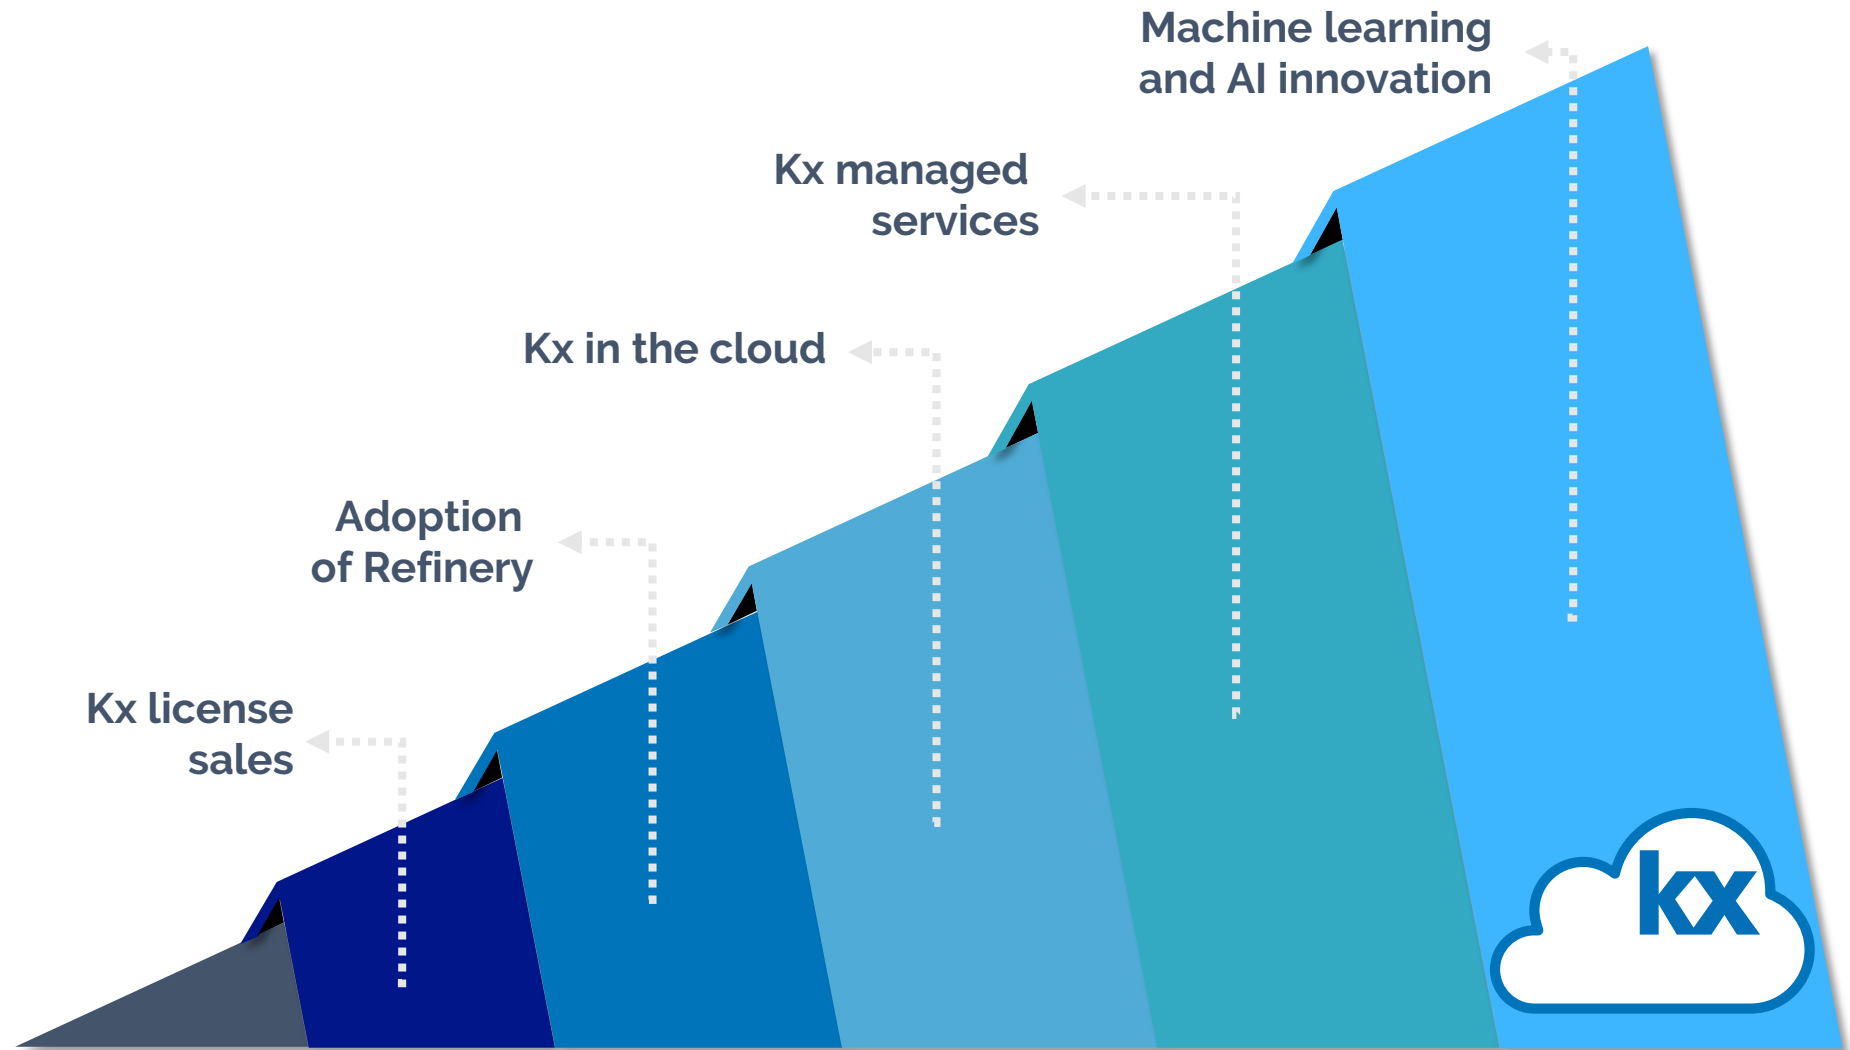 Machine learning
and AI innovation
Kx managed
services
Kx in the cloud
Adoption
of Refinery
Kx license
sales
kx